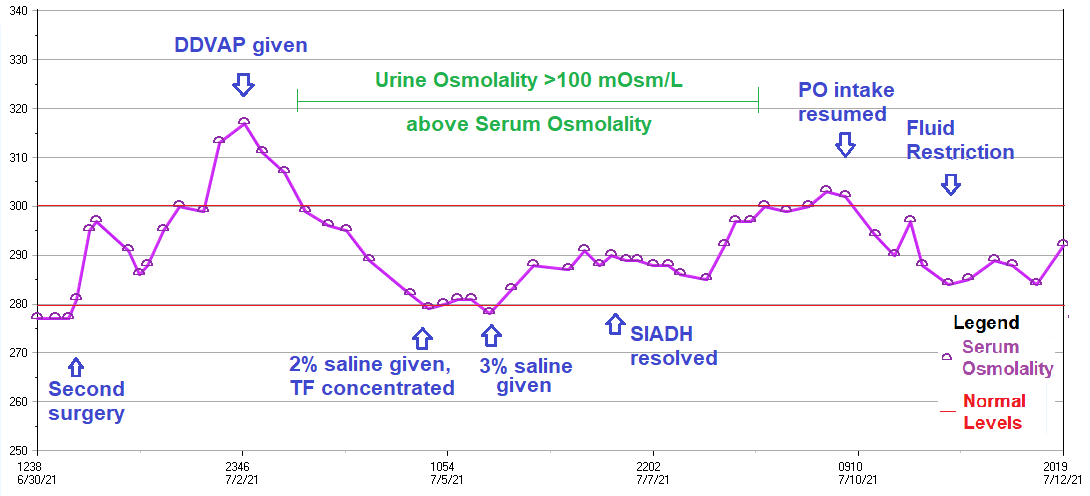 340
330
320
310
300
290
280
270
260
250
DDVAP given
Urine Osmolality >100 mOsm/L
above Serum Osmolality
PO intake
resumed
Fluid
Restriction
Second
surgery
2% saline given,
TF concentrated
3% saline
given
SIADH
resolved
Legend
Serum
Osmolality
Normal
Levels
1238
6/30/21
2346
7/2/21
1054
7/5/21
2202
7/7/21
0910
7/10/21
2019
7/12/21